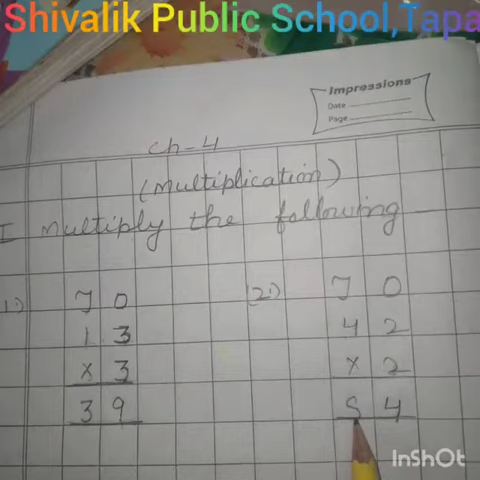 Shivalik Public School,Tapa
Impressions
Date
Page
Ch-4
(Multiplication)
I Multiply the following
1) T O (2) T O
1 3 4 2
x 3 x 2
3 9 S 4
InShOt